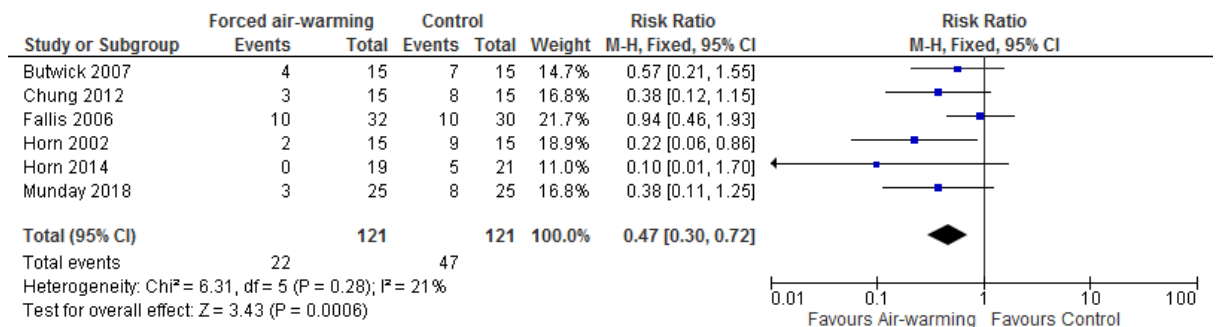 Forced air-warming Control Risk Ratio Risk Ratio
Study or Subgroup Events Total Events Total Weight M-H, Fixed, 95% CI M-H, Fixed, 95% CI
Butwick 2007 4 15 7 15 14.7% 0.57 [0.21, 1.55]
Chung 2012 3 15 8 15 16.8% 0.38 [0.12, 1.15]
Fallis 2006 10 32 10 30 21.7% 0.94 [0.46, 1.93]
Horn 2002 2 15 9 15 18.9% 0.22 [0.06, 0.86]
Horn 2014 0 19 5 21 11.0% 0.10 [0.01, 1.70]
Munday 2018 3 25 8 25 16.8% 0.38 [0.11, 1.25]
Total (95% CI) 121 121 100.0% 0.47 [0.30, 0.72]
Total events 22 47
Heterogeneity: Chi² = 6.31, df = 5 (P = 0.28); I² = 21%
Test for overall effect: Z = 3.43 (P = 0.0006)
0.01 0.1 1 10 100
Favours Air-warming Favours Control